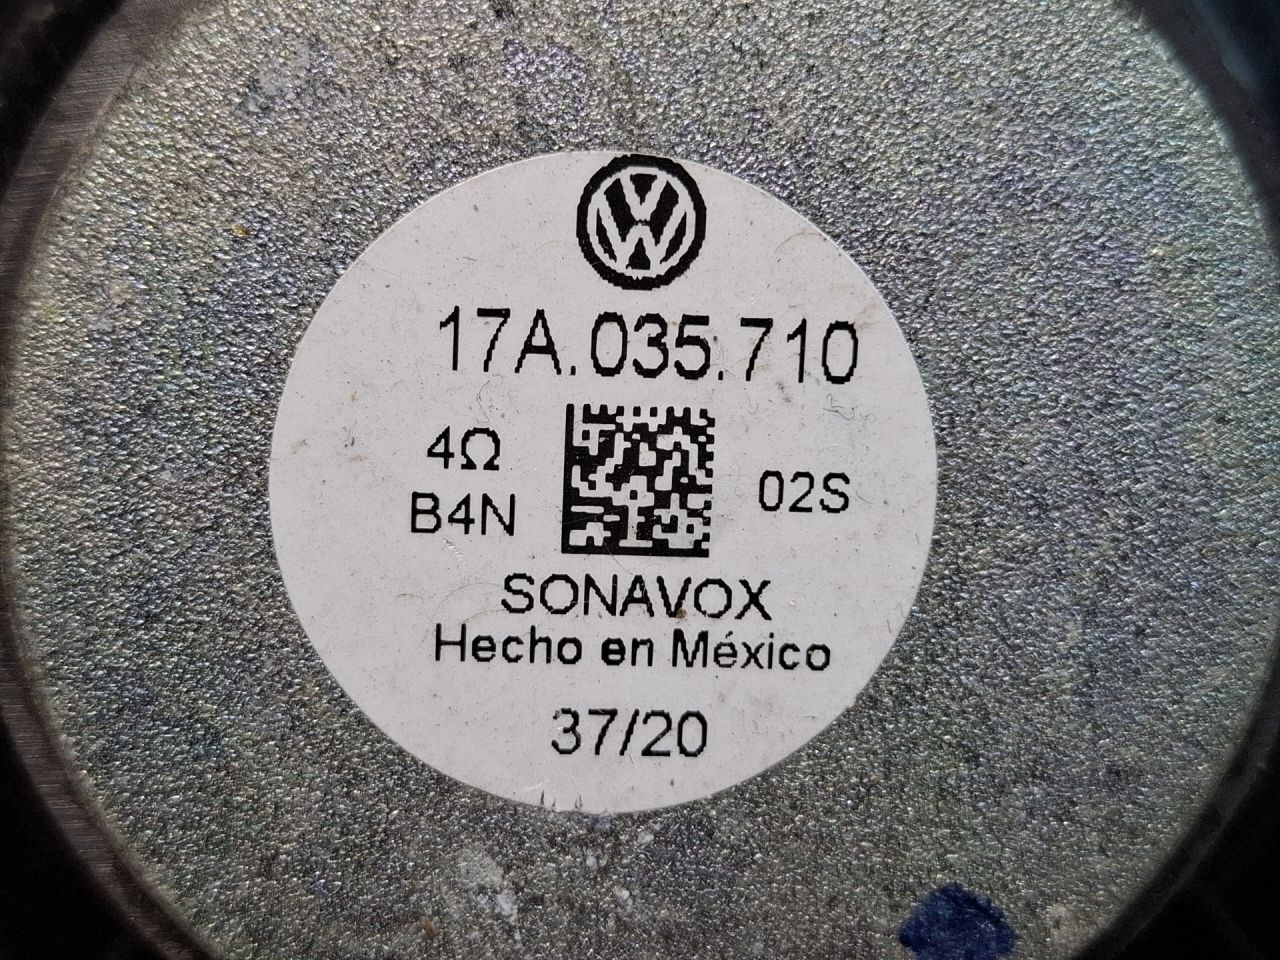 17A.035.710
4Ω
B4N
02S
SONAVOX
Hecho en México
37/20